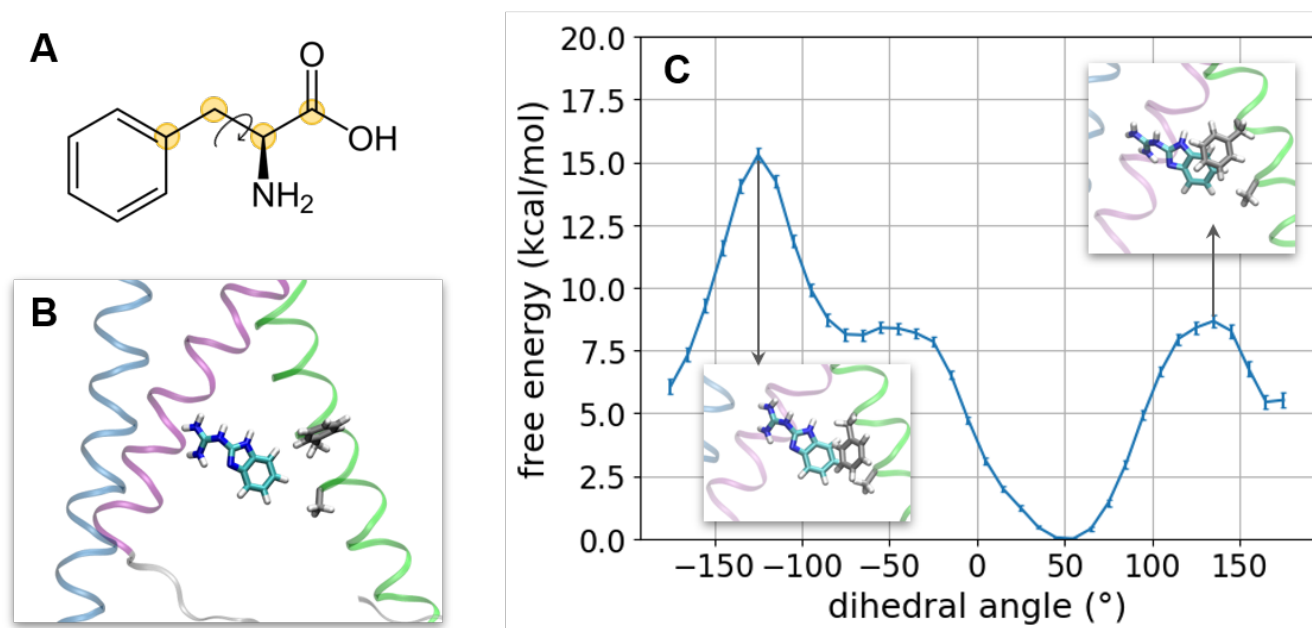 A
O
OH
NH2
B
C
free energy (kcal/mol)
20.0
17.5
15.0
12.5
10.0
7.5
5.0
2.5
0.0
−150 −100 −50 0 50 100 150
dihedral angle (°)